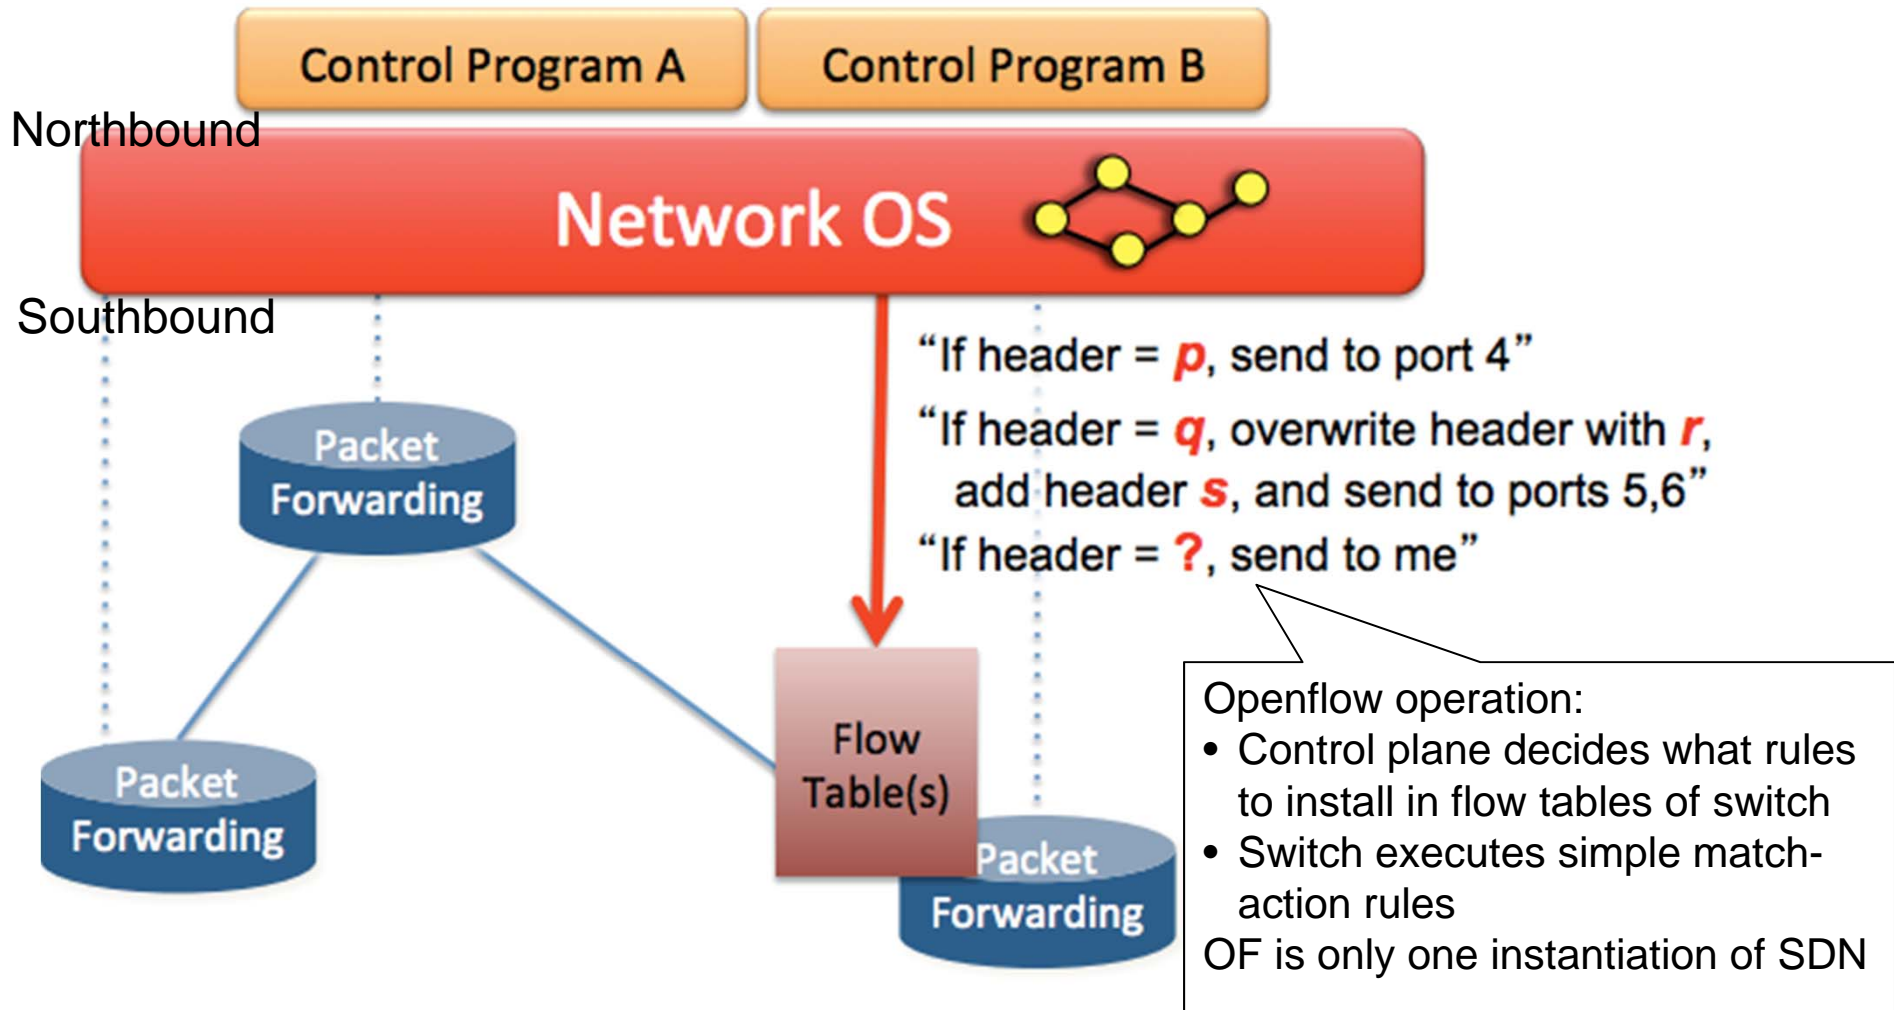 Control Program A
Control Program B
Northbound
Network OS
Southbound
“If header = p, send to port 4”
“If header = q, overwrite header with r,
add header s, and send to ports 5,6”
“If header = ?, send to me”
Packet
Forwarding
Packet
Forwarding
Flow
Table(s)
Packet
Forwarding
Openflow operation:
• Control plane decides what rules
to install in flow tables of switch
• Switch executes simple match-
action rules
OF is only one instantiation of SDN